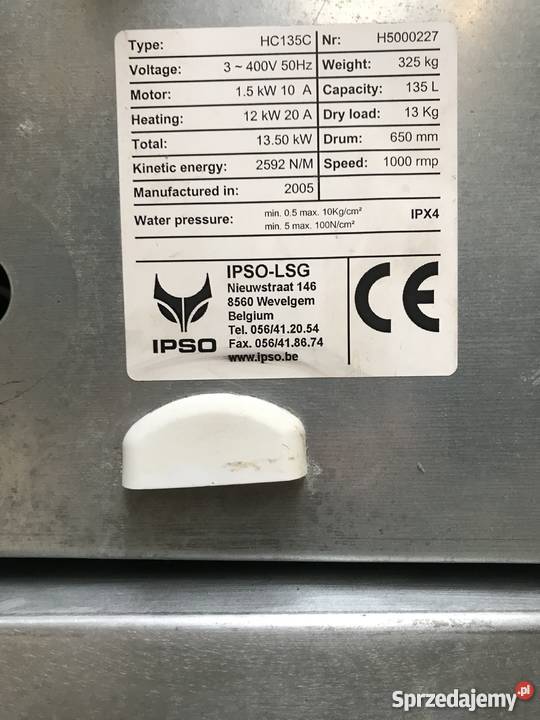 Type: HC135C Nr: H5000227
Voltage: 3 ~ 400V 50Hz Weight: 325 kg
Motor: 1.5 kW 10 A Capacity: 135 L
Heating: 12 kW 20 A Dry load: 13 Kg
Total: 13.50 kW Drum: 650 mm
Kinetic energy: 2592 N/M Speed: 1000 rmp
Manufactured in: 2005
Water pressure: min. 0.5 max. 10Kg/cm² IPX4
min. 5 max. 100N/cm²
IPSO-LSG
Nieuwstraat 146
8560 Wevelgem
Belgium
Tel. 056/41.20.54
Fax. 056/41.86.74
www.ipso.be
IPSO
CE
Sprzedajemy.pl